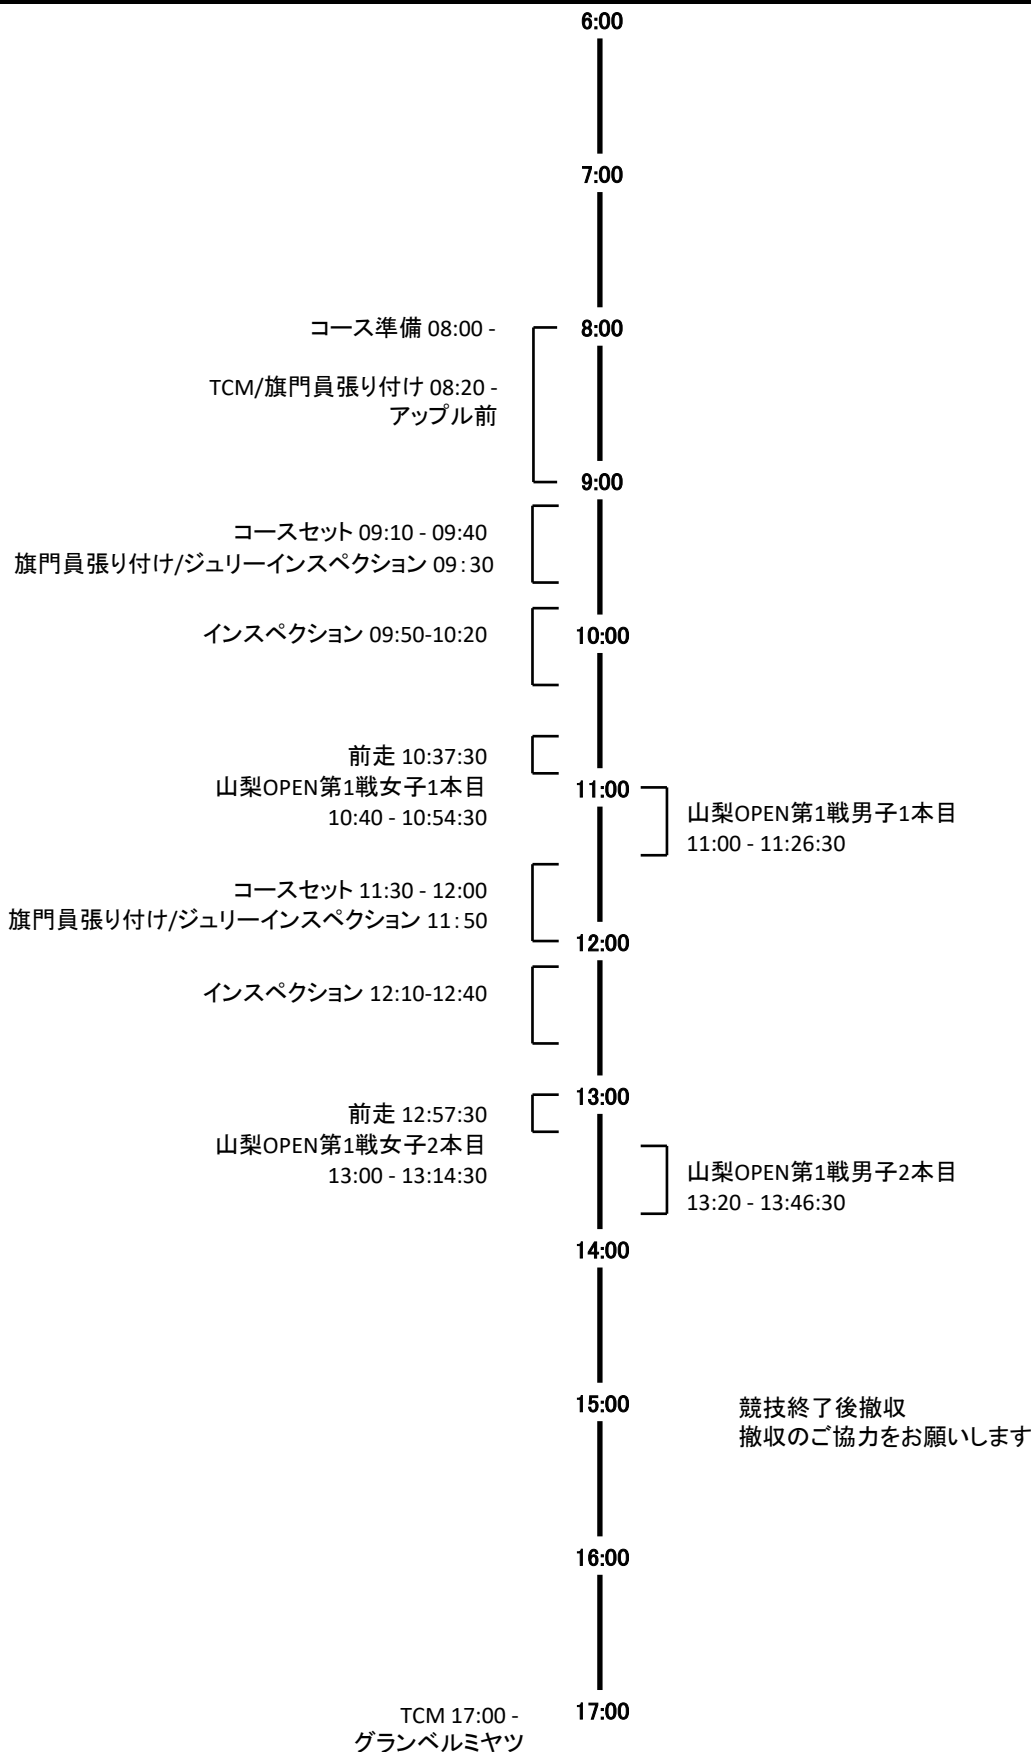 6:00
7:00
コース準備 08:00 -
8:00
TCM/旗門員張り付け 08:20 -
アップル前
9:00
コースセット 09:10 - 09:40
旗門員張り付け/ジュリーインスペクション 09:30
インスペクション 09:50-10:20
10:00
前走 10:37:30
山梨OPEN第1戦女子1本目
10:40 - 10:54:30
11:00
山梨OPEN第1戦男子1本目
11:00 - 11:26:30
コースセット 11:30 - 12:00
旗門員張り付け/ジュリーインスペクション 11:50
12:00
インスペクション 12:10-12:40
13:00
前走 12:57:30
山梨OPEN第1戦女子2本目
13:00 - 13:14:30
山梨OPEN第1戦男子2本目
13:20 - 13:46:30
14:00
15:00
競技終了後撤収
撤収のご協力をお願いします
16:00
17:00
TCM 17:00 -
グランベルミヤツ